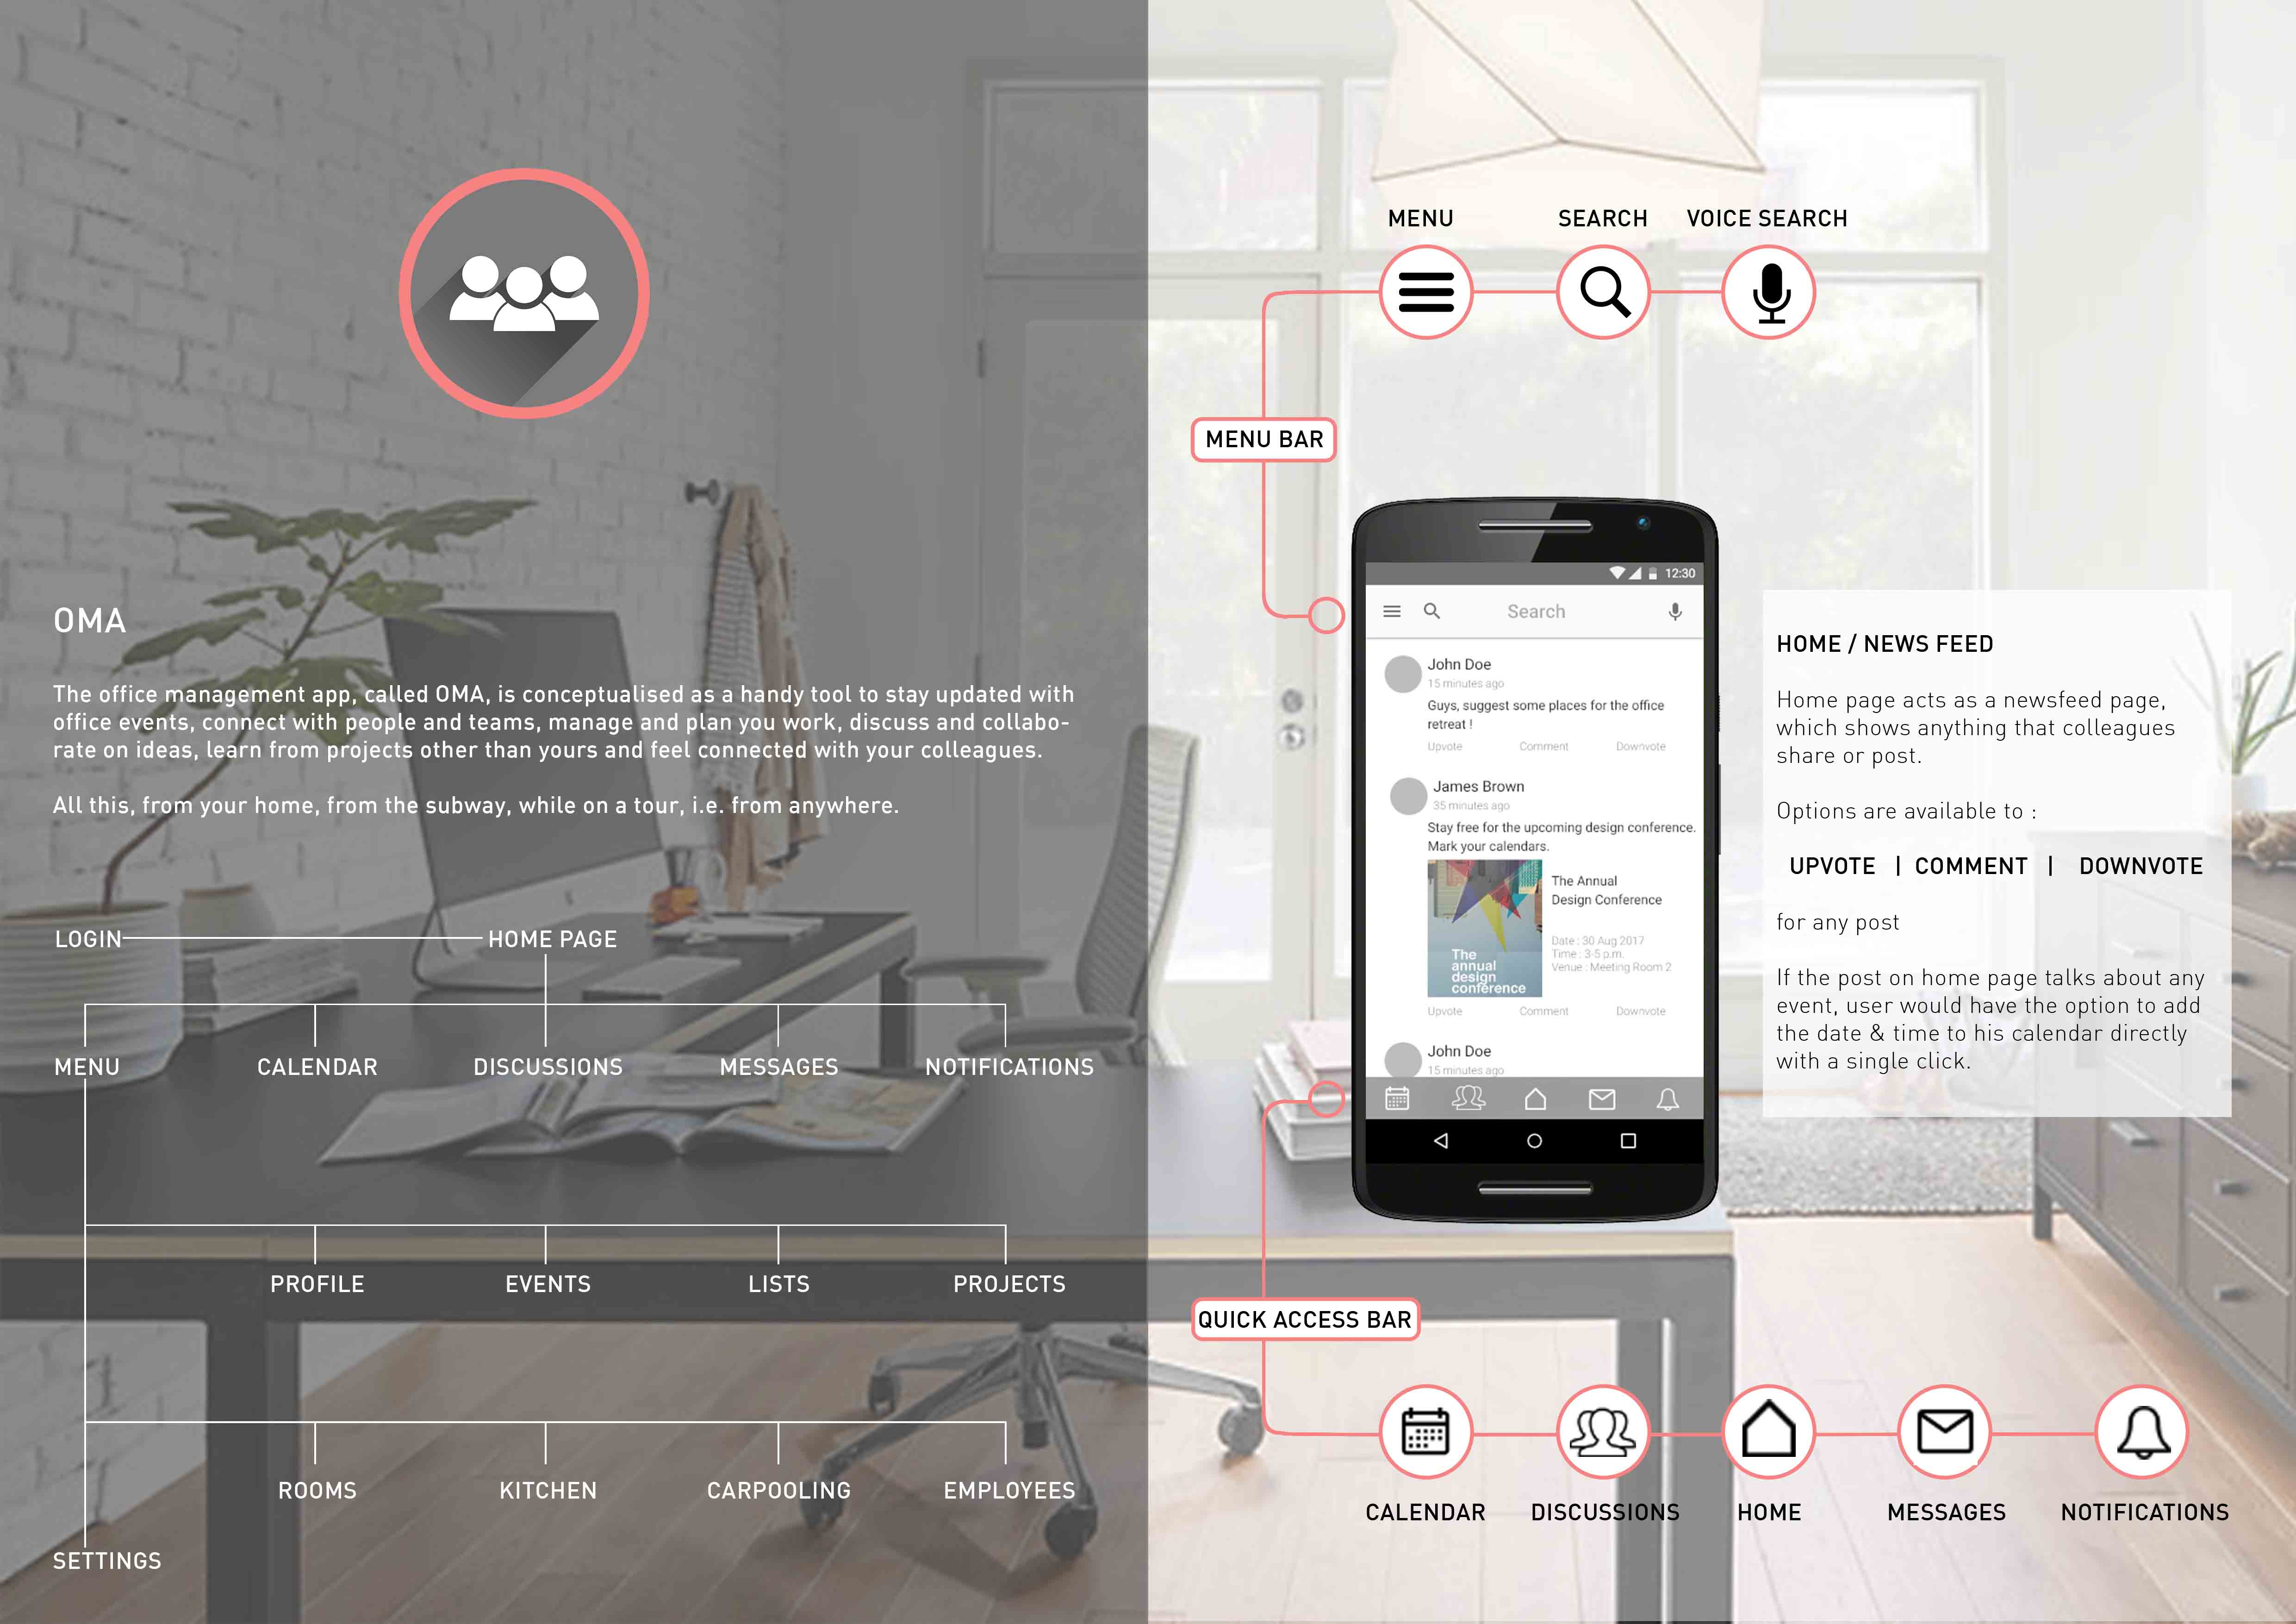 OMA
The office management app, called OMA, is conceptualised as a handy tool to stay updated with
office events, connect with people and teams, manage and plan you work, discuss and collabo-
rate on ideas, learn from projects other than yours and feel connected with your colleagues.
All this, from your home, from the subway, while on a tour, i.e. from anywhere.
LOGIN HOME PAGE
MENU CALENDAR DISCUSSIONS MESSAGES NOTIFICATIONS
PROFILE EVENTS LISTS PROJECTS
ROOMS KITCHEN CARPOOLING EMPLOYEES
SETTINGS
MENU SEARCH VOICE SEARCH
MENU BAR
12:30
Search
John Doe
15 minutes ago
Guys, suggest some places for the office
retreat !
Upvote Comment Downvote
James Brown
35 minutes ago
Stay free for the upcoming design conference.
Mark your calendars.
The
annual
design
conference
The Annual
Design Conference
Date : 30 Aug 2017
Time : 3-5 p.m.
Venue : Meeting Room 2
Upvote Comment Downvote
John Doe
15 minutes ago
HOME / NEWS FEED
Home page acts as a newsfeed page,
which shows anything that colleagues
share or post.
Options are available to :
UPVOTE | COMMENT | DOWNVOTE
for any post
If the post on home page talks about any
event, user would have the option to add
the date & time to his calendar directly
with a single click.
QUICK ACCESS BAR
CALENDAR DISCUSSIONS HOME MESSAGES NOTIFICATIONS